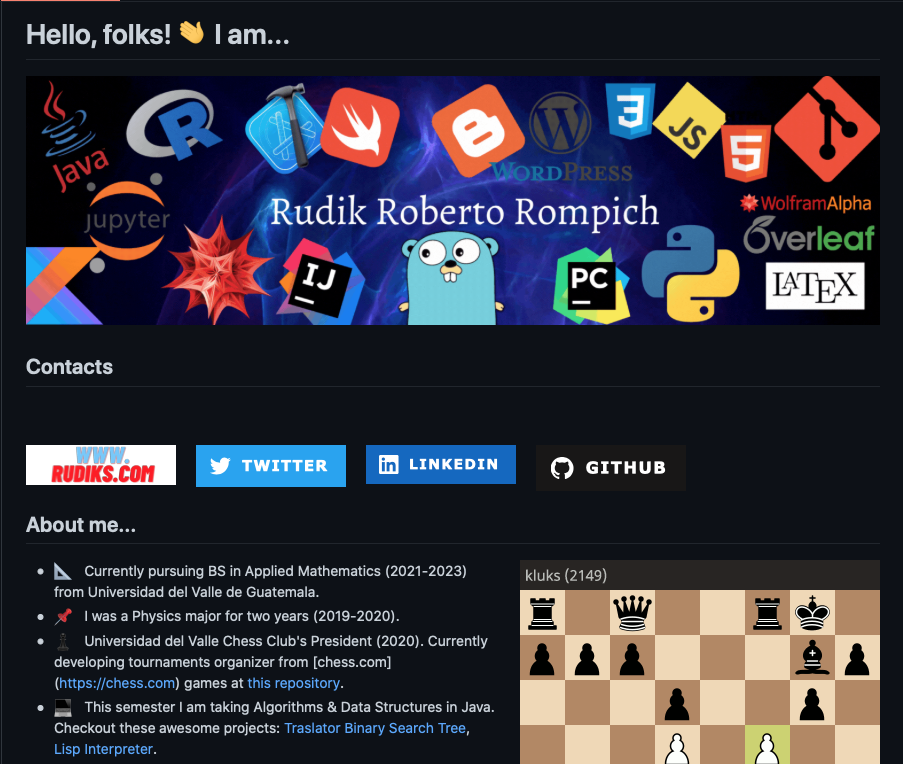 Hello, folks! 👋 I am...
Java
R
3
JS
5
WORDPRESS
jupyter
Rudik Roberto Rompich
WolframAlpha
Overleaf
IJ
PC
LATEX
Contacts
WWW.
RUDIKS.COM
TWITTER
LINKEDIN
GITHUB
About me...
Currently pursuing BS in Applied Mathematics (2021-2023)
from Universidad del Valle de Guatemala.
I was a Physics major for two years (2019-2020).
Universidad del Valle Chess Club's President (2020). Currently
developing tournaments organizer from [chess.com]
(https://chess.com) games at this repository.
This semester I am taking Algorithms & Data Structures in Java.
Checkout these awesome projects: Traslator Binary Search Tree,
Lisp Interpreter.
kluks (2149)